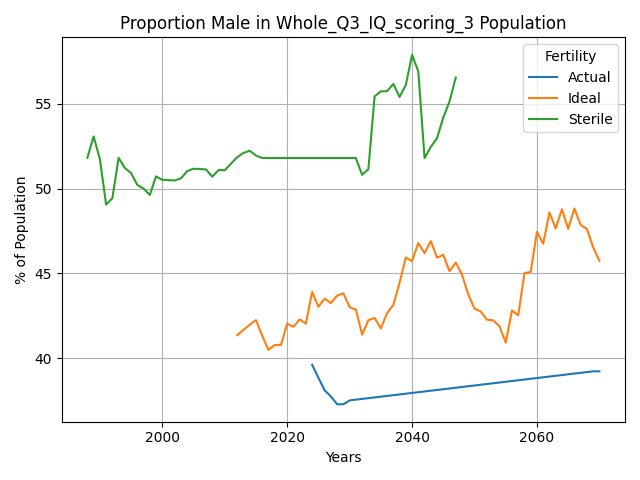 Proportion Male in Whole_Q3_IQ_scoring_3 Population
Fertility
Actual
Ideal
Sterile
% of Population
55
50
45
40
2000
2020
2040
2060
Years